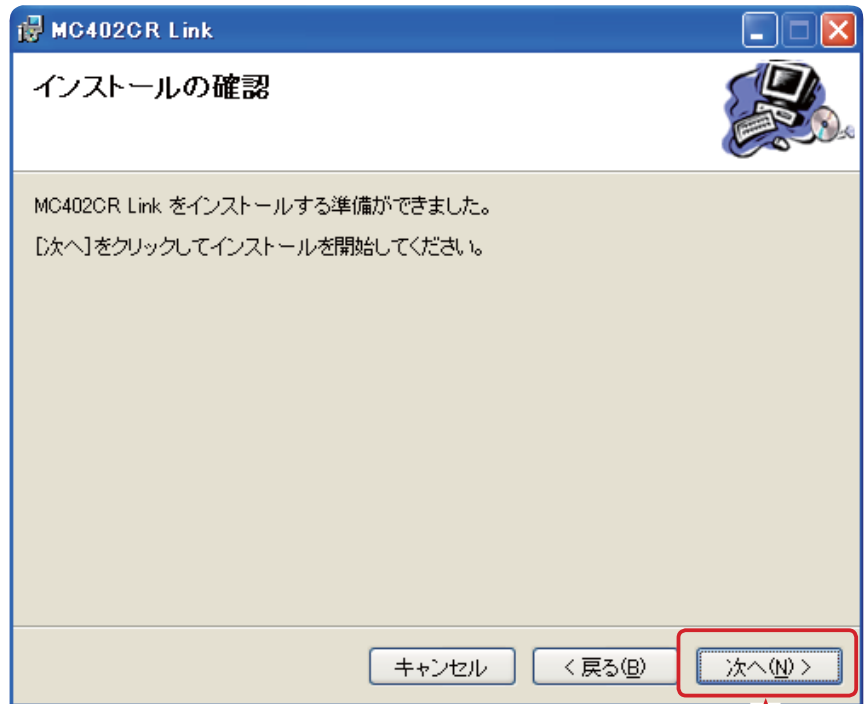 MC402CR Link
インストールの確認
MC402CR Link をインストールする準備ができました。
[次へ]をクリックしてインストールを開始してください。
キャンセル
< 戻る(B)
次へ(N) >